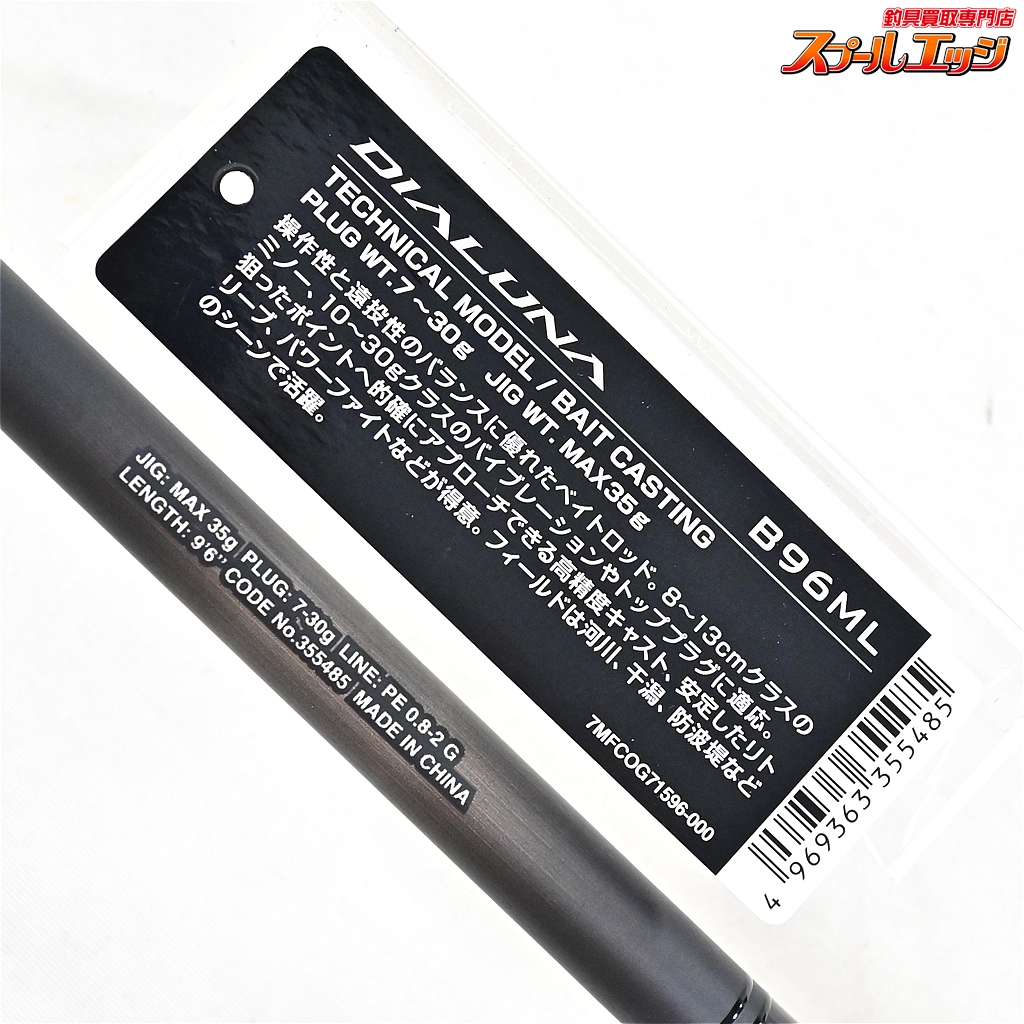 釣具買取専門店
スプールエッジ
DIALUNA
TECHNICAL MODEL / BAIT CASTING B96ML
PLUG WT. 7～30g JIG WT. MAX35g
操作性と遠投性のバランスに優れたベイトロッド。8～13cmクラスの
ミノー、10～30gクラスのバイブレーションやトッププラグに適応。
狙ったポイントへ的確にアプローチできる高精度キャスト、安定したリト
リーブ、パワーファイトなどが得意。フィールドは河川、干潟、防波堤など
のシーンで活躍。
7MFCOG71596-000
4 969363 355485
JIG: MAX 35g | PLUG: 7-30g | LINE: PE 0.8-2 G
LENGTH: 9'6" CODE No.355485 | MADE IN CHINA